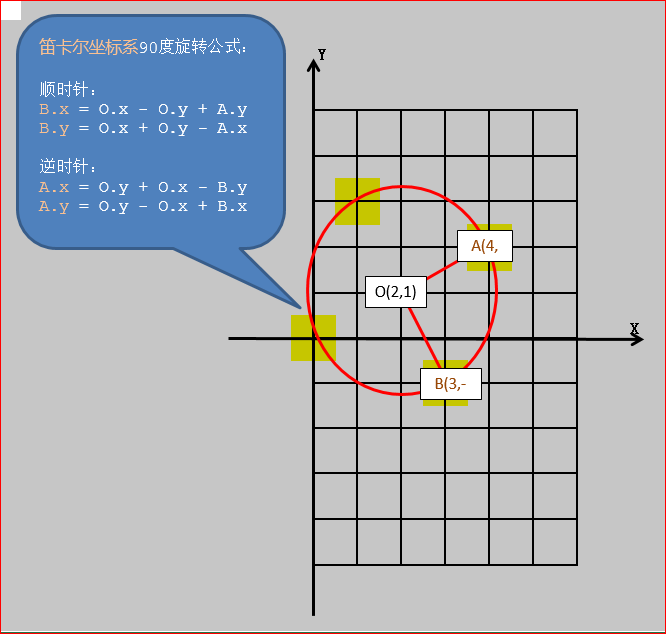 笛卡尔坐标系90度旋转公式:
顺时针:
B.x = O.x - O.y + A.y
B.y = O.x + O.y - A.x
逆时针:
A.x = O.y + O.x - B.y
A.y = O.y - O.x + B.x
Y
A(4,
O(2,1)
X
B(3,-